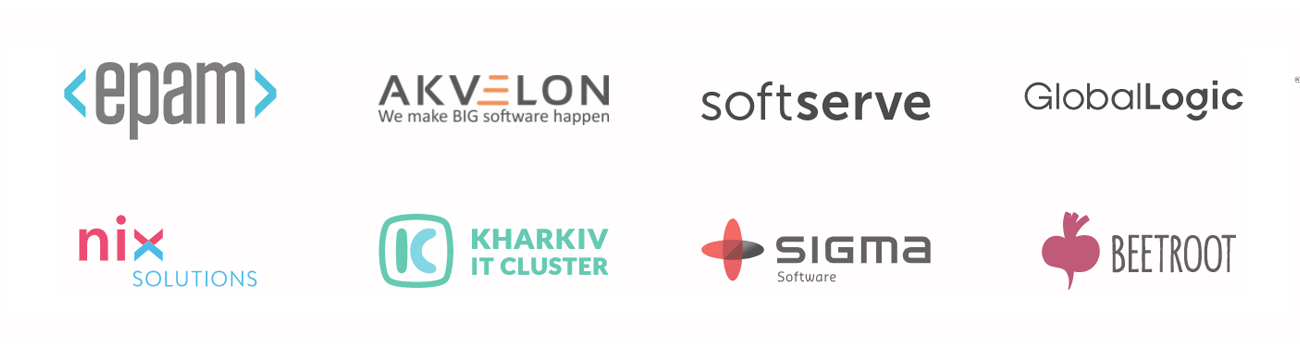 <epam>
AKVELON
We make BIG software happen
softserve
GlobalLogic
nix
SOLUTIONS
KHARKIV
IT CLUSTER
SIGMA
Software
BEETROOT